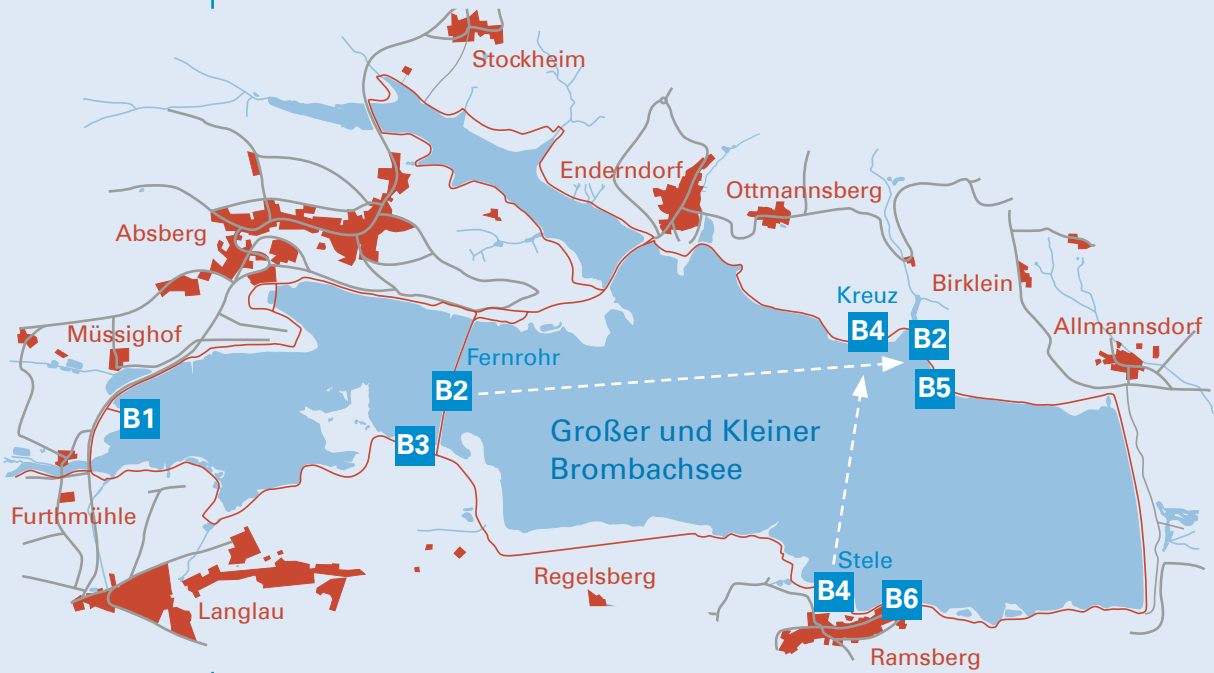 Stockheim
Enderndorf
Ottmannsberg
Absberg
Birklein
Kreuz
B4
B2
Allmannsdorf
Müssighof
Fernrohr
B2
B5
B1
B3
Großer und Kleiner
Brombachsee
Furthmühle
Stele
B4
B6
Regelsberg
Langlau
Ramsberg